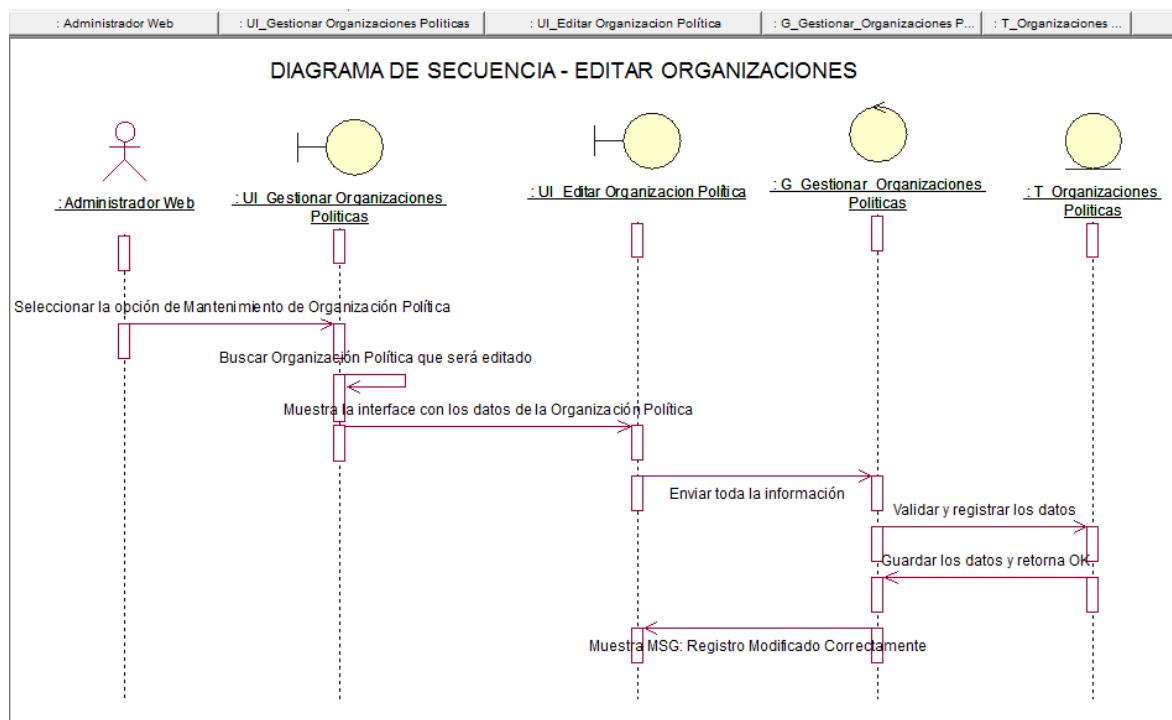 : Administrador Web
: UI_Gestionar Organizaciones Politicas
: UI_Editar Organizacion Política
: G_Gestionar_Organizaciones P...
: T_Organizaciones ...
DIAGRAMA DE SECUENCIA - EDITAR ORGANIZACIONES
: Administrador Web
: UI_Gestionar Organizaciones
Politicas
: UI_Editar Organizacion Política
: G_Gestionar_Organizaciones
Politicas
: T_Organizaciones
Politicas
Seleccionar la opción de Mantenimiento de Organización Política
Buscar Organización Política que será editado
Muestra la interface con los datos de la Organización Política
Enviar toda la información
Validar y registrar los datos
Guardar los datos y retorna OK
Muestra MSG: Registro Modificado Correctamente